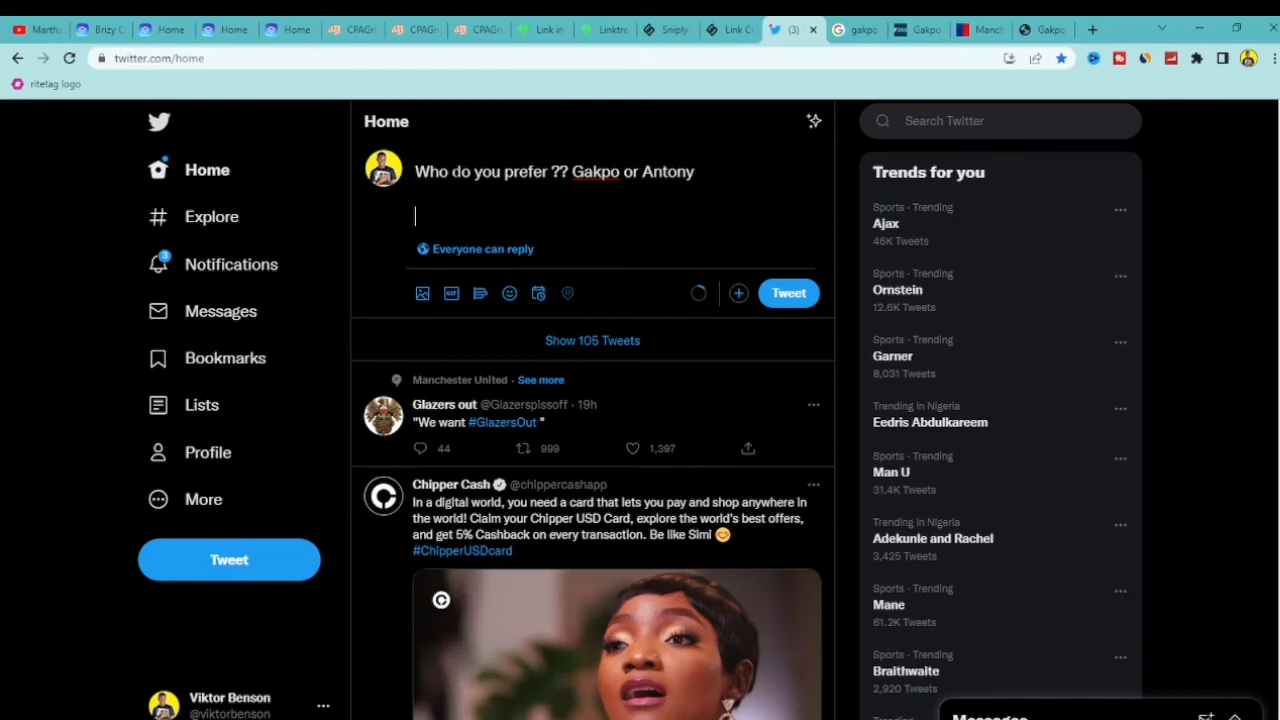 Martha
Brizy C
Home
Home
Home
CPAGr
CPAGr
CPAGr
Link in
Linktre
Sniply
Link Cu
(3)
gakpo
Gakpo
Manch
Gakpo
twitter.com/home
ritetag logo
Home
Explore
3
Notifications
Messages
Bookmarks
Lists
Profile
More
Tweet
Viktor Benson
@viktorbenson
Home
Who do you prefer ?? Gakpo or Antony
Everyone can reply
GIF
Tweet
Show 105 Tweets
Manchester United · See more
Glazers out @Glazerspissoff · 19h
"We want #GlazersOut "
44 999 1,397
Chipper Cash @chippercashapp
In a digital world, you need a card that lets you pay and shop anywhere in
the world! Claim your Chipper USD Card, explore the world's best offers,
and get 5% Cashback on every transaction. Be like Simi 😊
#ChipperUSDcard
Search Twitter
Trends for you
Sports · Trending
Ajax
46K Tweets
Sports · Trending
Ornstein
12.6K Tweets
Sports · Trending
Garner
8,031 Tweets
Trending in Nigeria
Eedris Abdulkareem
Sports · Trending
Man U
31.4K Tweets
Trending in Nigeria
Adekunle and Rachel
3,425 Tweets
Sports · Trending
Mane
61.2K Tweets
Sports · Trending
Braithwaite
2,920 Tweets
Messages